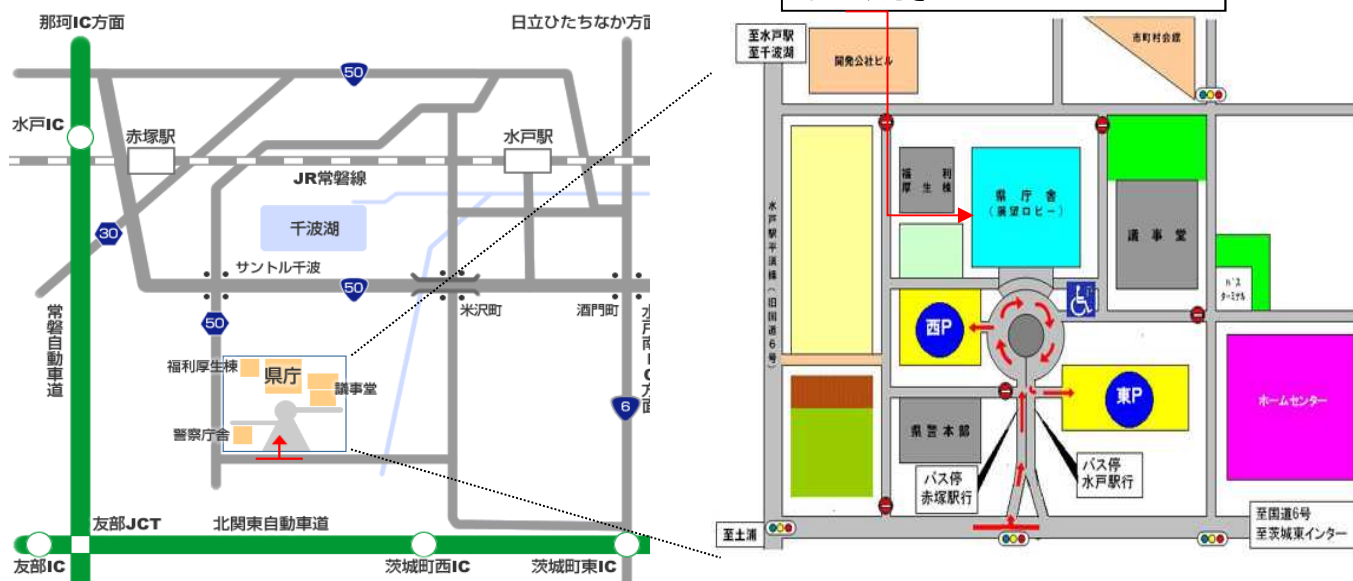 那珂IC方面
日立ひたちなか方面
50
水戸IC
赤塚駅
水戸駅
JR常磐線
30
千波湖
サントル千波
50
米沢町
酒門町
50
常磐自動車道
水戸南IC方面
福利厚生棟
県庁
議事堂
6
警察庁舎
友部JCT
北関東自動車道
友部IC
茨城町西IC
茨城町東IC
至水戸駅
至千波湖
開発公社ビル
市町村会館
福利
厚生棟
県庁舎
(展望ロビー)
議事堂
水戸駅平須線(旧国道6号)
バス
ターミナル
西P
東P
ホームセンター
県警本部
バス停
赤塚駅行
バス停
水戸駅行
至土浦
至国道6号
至茨城東インター